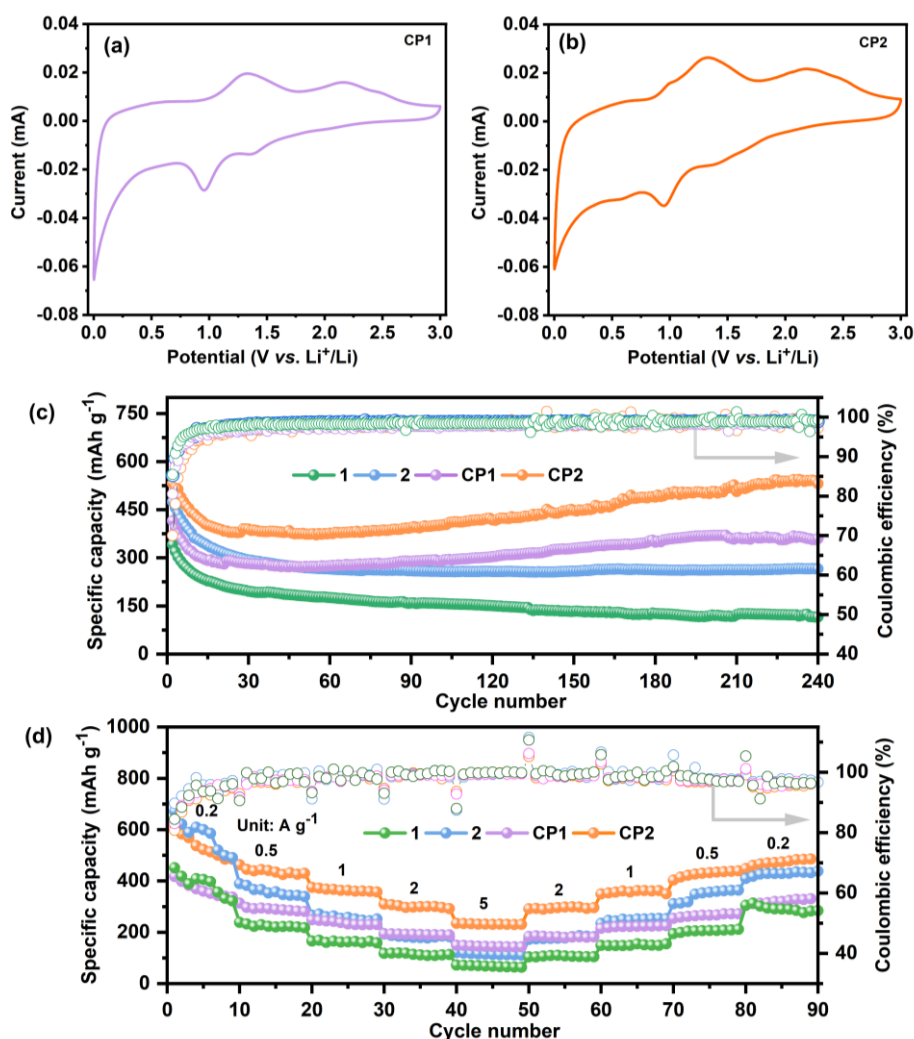 (a)
CP1
0.04
0.02
0.00
-0.02
-0.04
-0.06
-0.08
Current (mA)
0.0 0.5 1.0 1.5 2.0 2.5 3.0
Potential (V vs. Li⁺/Li)
(b)
CP2
0.04
0.02
0.00
-0.02
-0.04
-0.06
-0.08
Current (mA)
0.0 0.5 1.0 1.5 2.0 2.5 3.0
Potential (V vs. Li⁺/Li)
(c)
750
600
450
300
150
0
Specific capacity (mAh g⁻¹)
1 2 CP1 CP2
100
90
80
70
60
50
40
Coulombic efficiency (%)
0 30 60 90 120 150 180 210 240
Cycle number
(d)
1000
800
600
400
200
0
Specific capacity (mAh g⁻¹)
0.2
Unit: A g⁻¹
1 2 CP1 CP2
0.5
1
2
5
2
1
0.5
0.2
100
80
60
40
Coulombic efficiency (%)
0 10 20 30 40 50 60 70 80 90
Cycle number